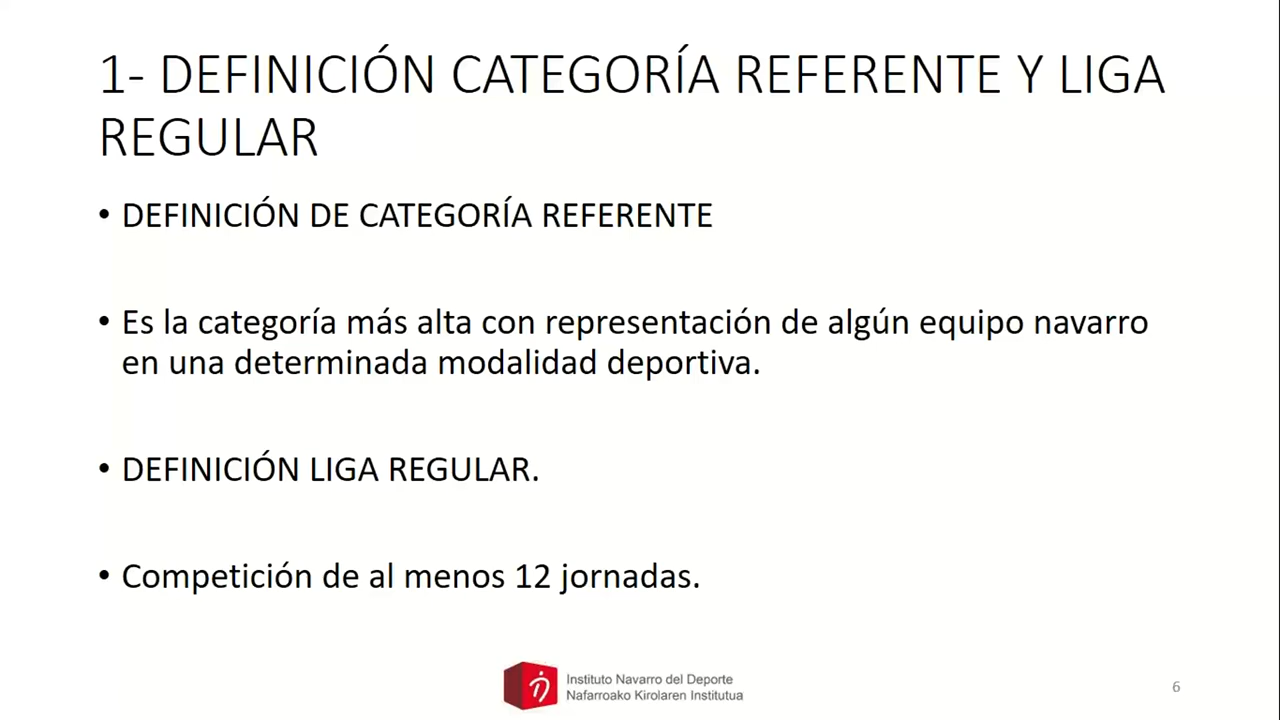 1- DEFINICIÓN CATEGORÍA REFERENTE Y LIGA
REGULAR
• DEFINICIÓN DE CATEGORÍA REFERENTE
• Es la categoría más alta con representación de algún equipo navarro
en una determinada modalidad deportiva.
• DEFINICIÓN LIGA REGULAR.
• Competición de al menos 12 jornadas.
Instituto Navarro del Deporte
Nafarroako Kirolaren Institutua
6